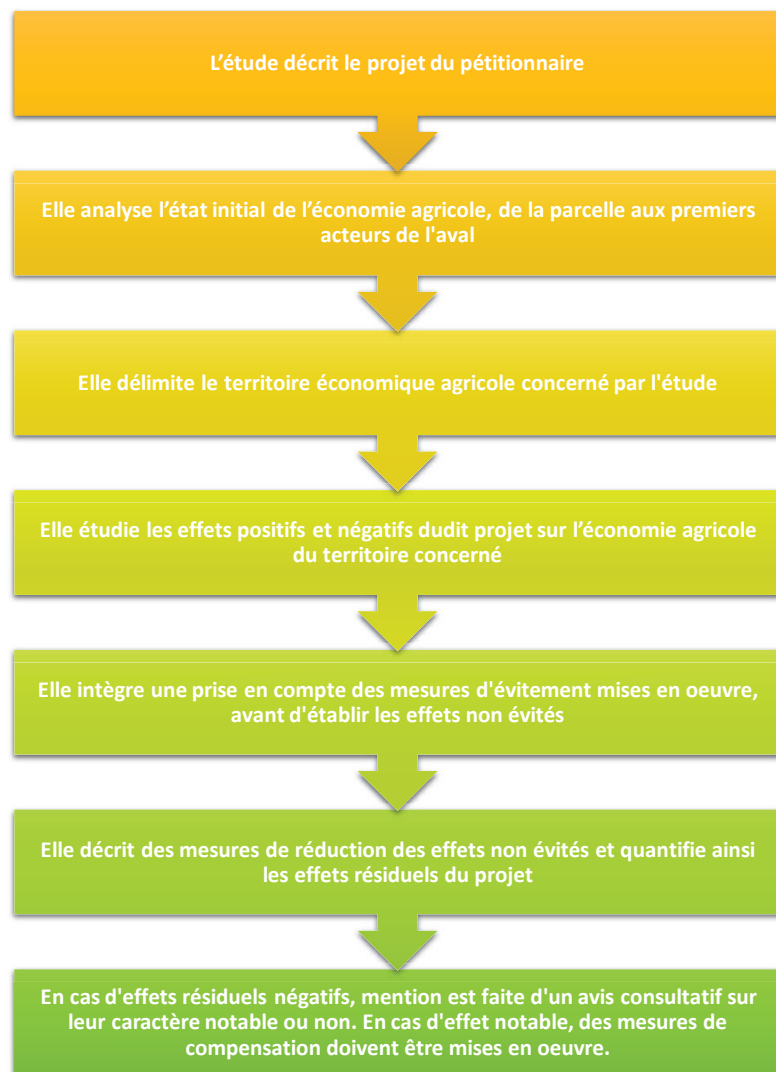 L’étude décrit le projet du pétitionnaire
Elle analyse l’état initial de l’économie agricole, de la parcelle aux premiers
acteurs de l'aval
Elle délimite le territoire économique agricole concerné par l'étude
Elle étudie les effets positifs et négatifs dudit projet sur l’économie agricole
du territoire concerné
Elle intègre une prise en compte des mesures d'évitement mises en oeuvre,
avant d'établir les effets non évités
Elle décrit des mesures de réduction des effets non évités et quantifie ainsi
les effets résiduels du projet
En cas d'effets résiduels négatifs, mention est faite d'un avis consultatif sur
leur caractère notable ou non. En cas d'effet notable, des mesures de
compensation doivent être mises en oeuvre.